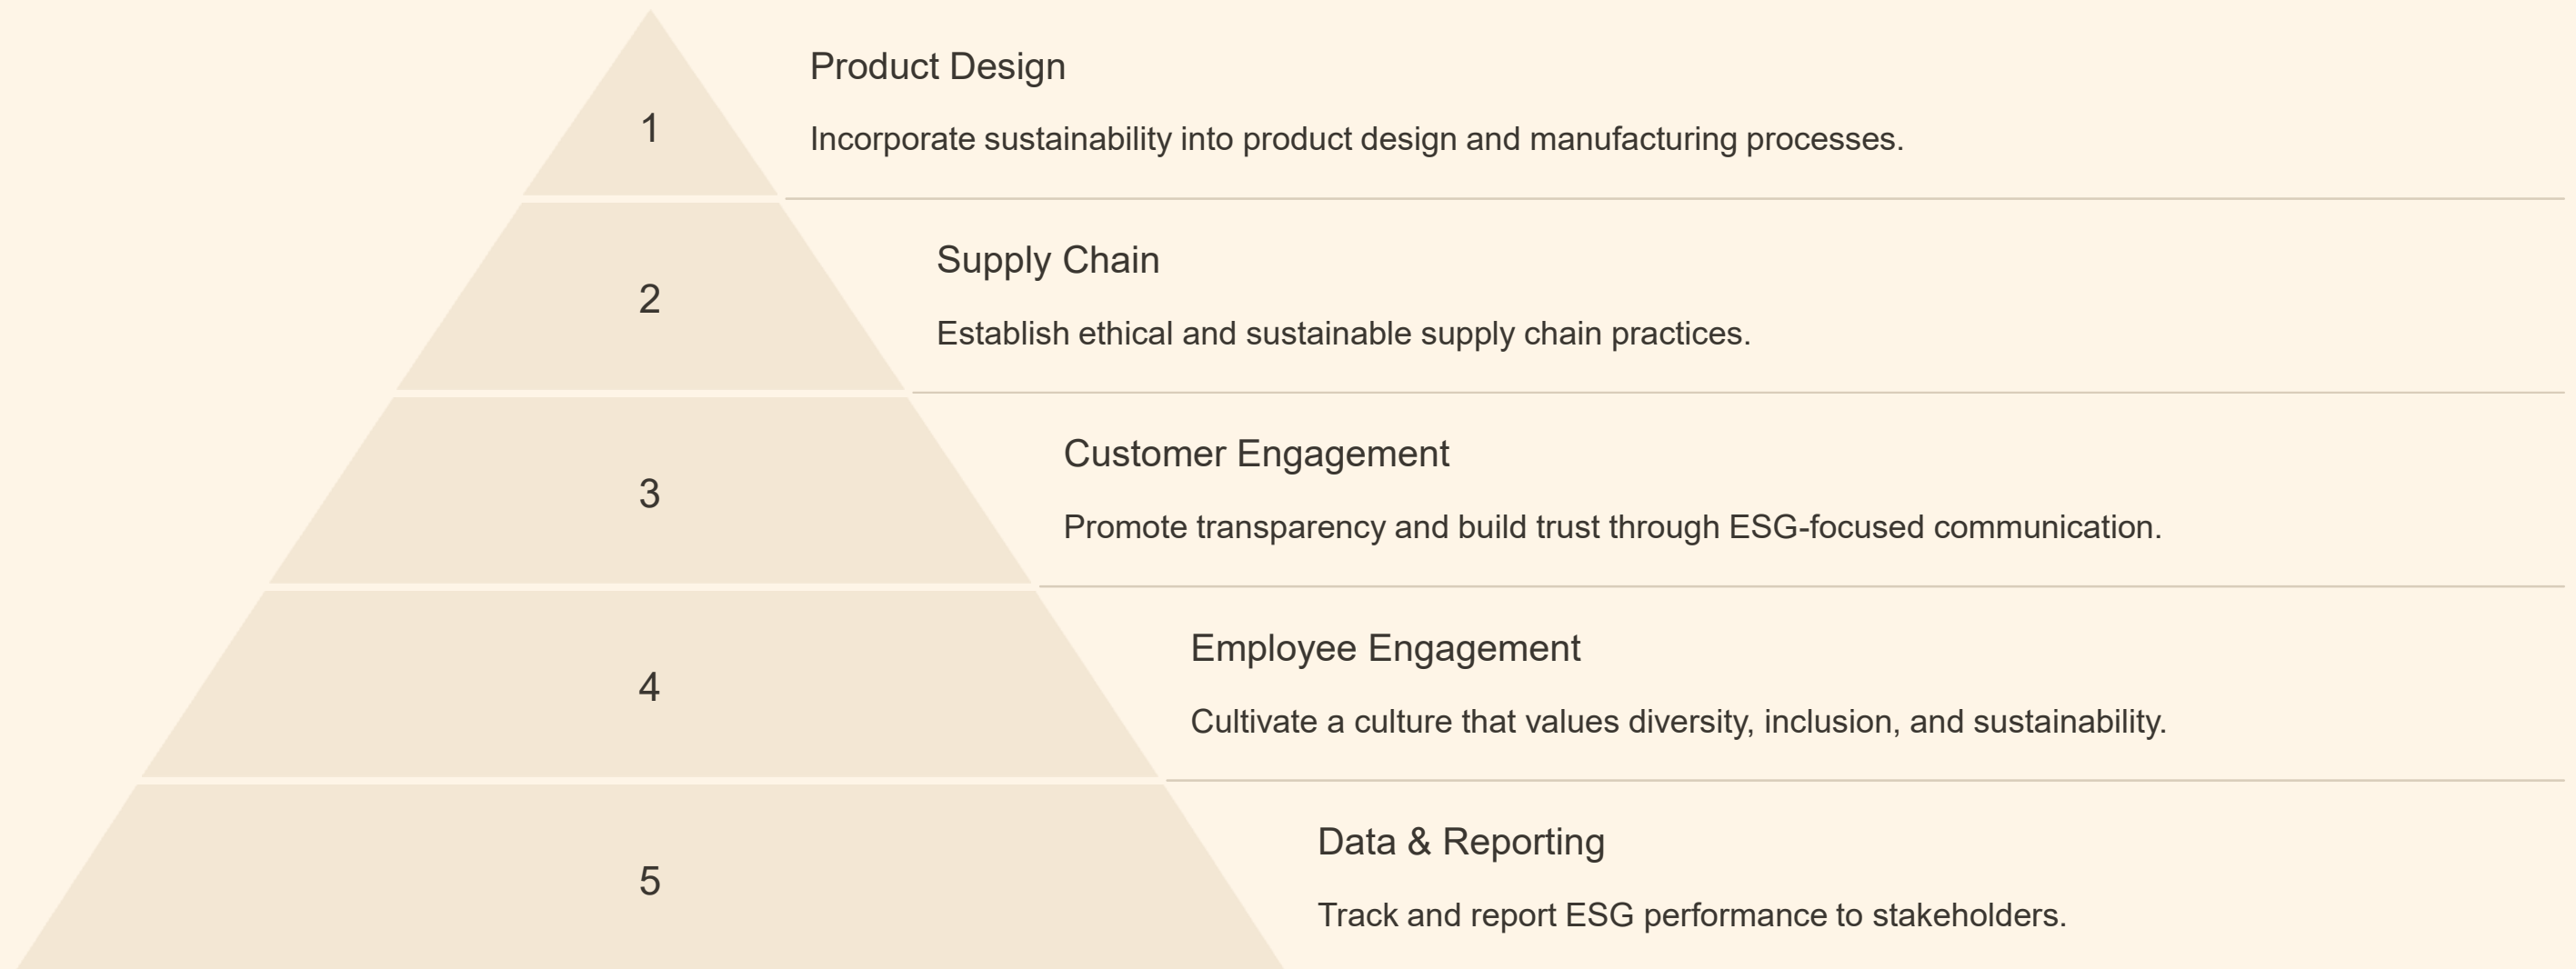 1
Product Design
Incorporate sustainability into product design and manufacturing processes.
2
Supply Chain
Establish ethical and sustainable supply chain practices.
3
Customer Engagement
Promote transparency and build trust through ESG-focused communication.
4
Employee Engagement
Cultivate a culture that values diversity, inclusion, and sustainability.
5
Data & Reporting
Track and report ESG performance to stakeholders.